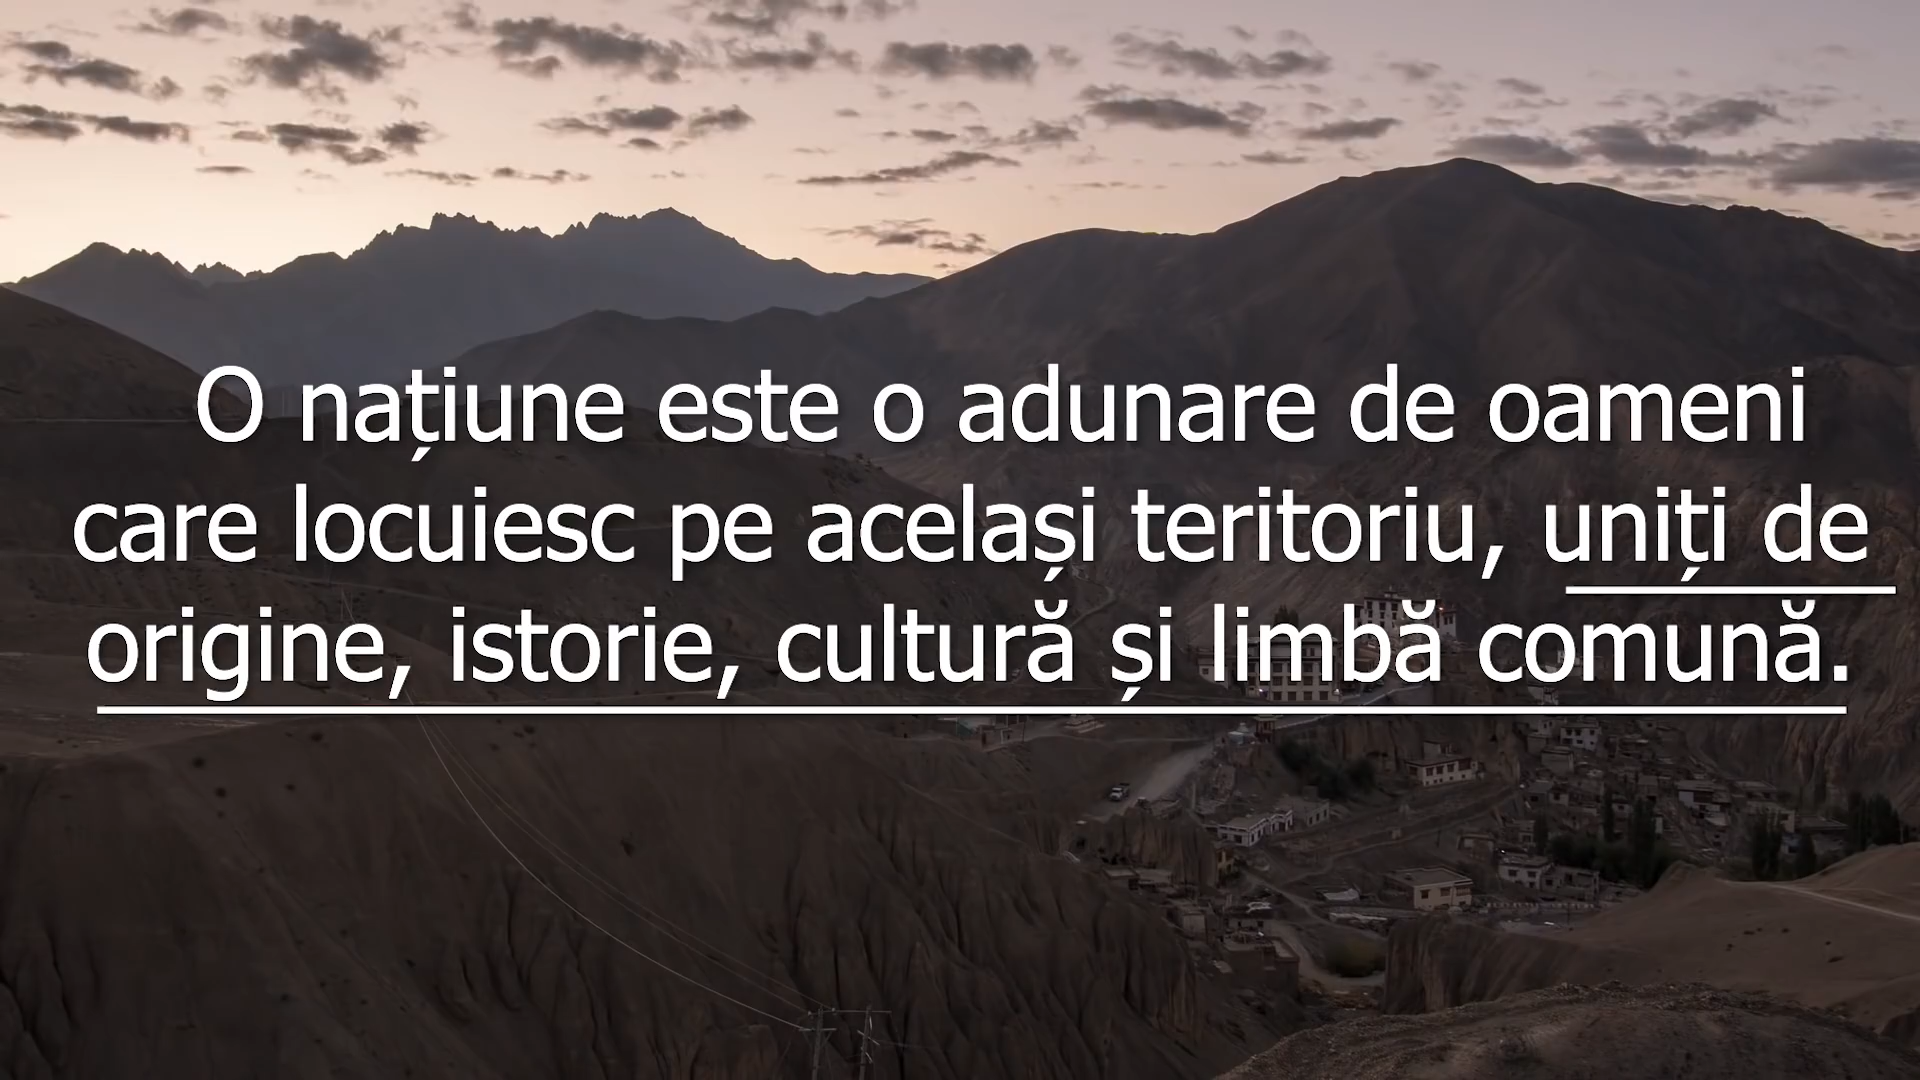 O națiune este o adunare de oameni
care locuiesc pe același teritoriu, uniți de
origine, istorie, cultură și limbă comună.